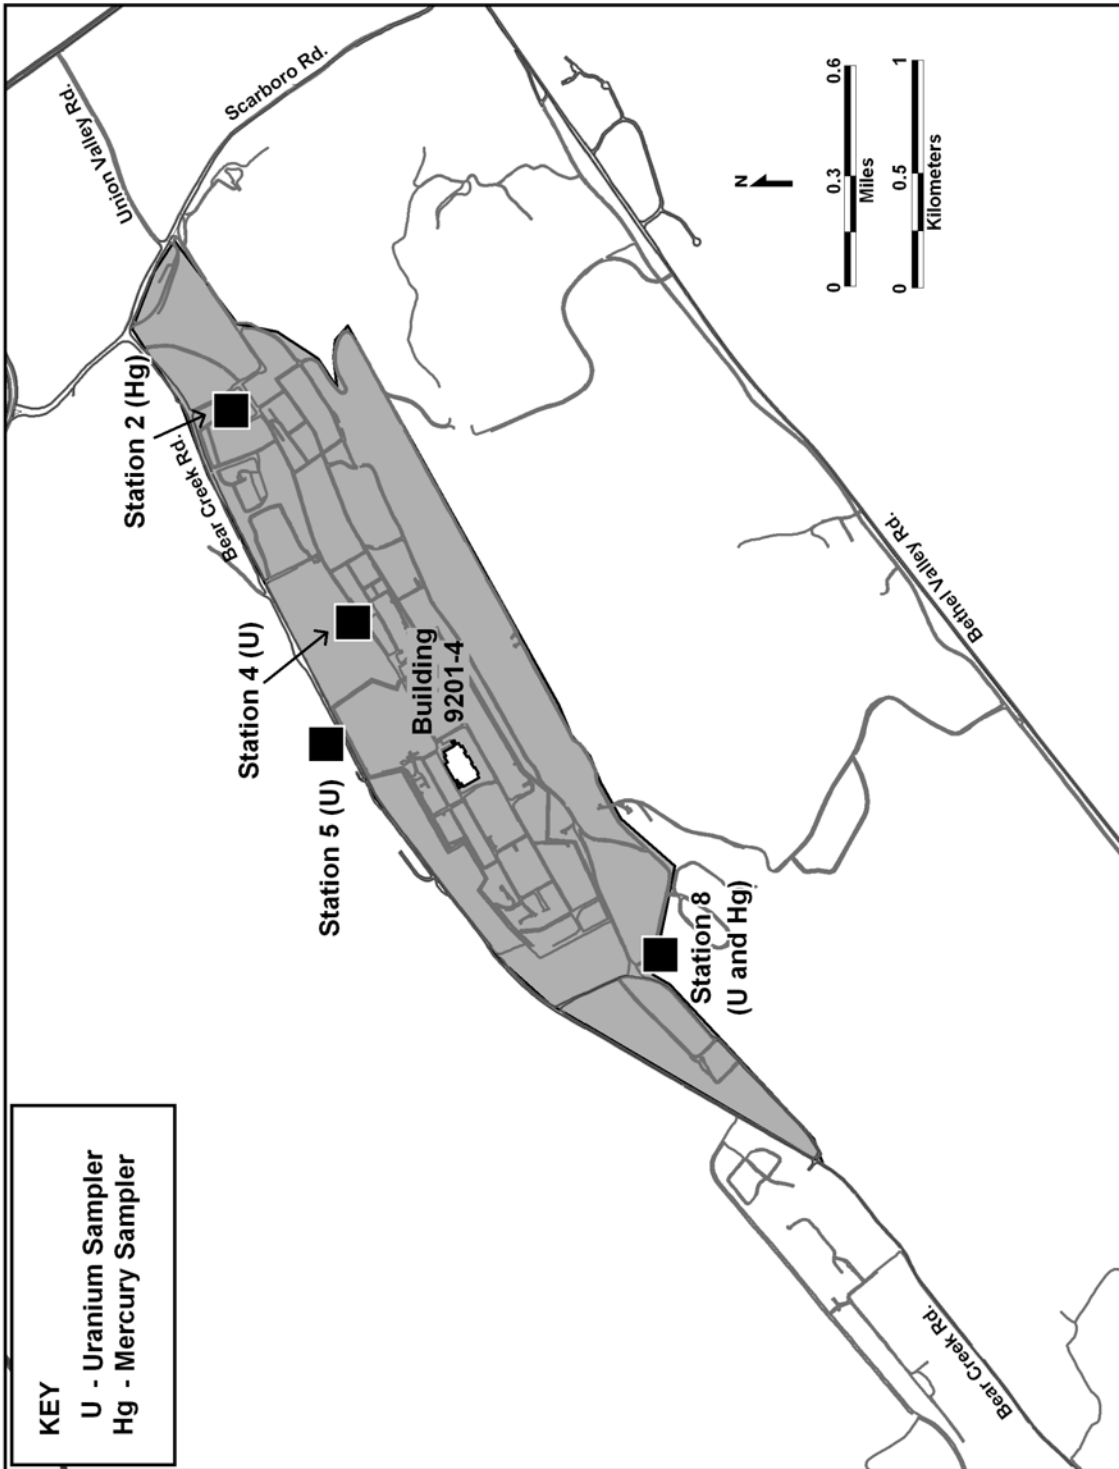 KEY
U - Uranium Sampler
Hg - Mercury Sampler
Union Valley Rd.
Scarboro Rd.
Station 2 (Hg)
Bear Creek Rd.
Station 4 (U)
Station 5 (U)
Building
9201-4
Station 8
(U and Hg)
Bethel Valley Rd.
Bear Creek Rd.
N
0 0.3 0.6
Miles
0 0.5 1
Kilometers